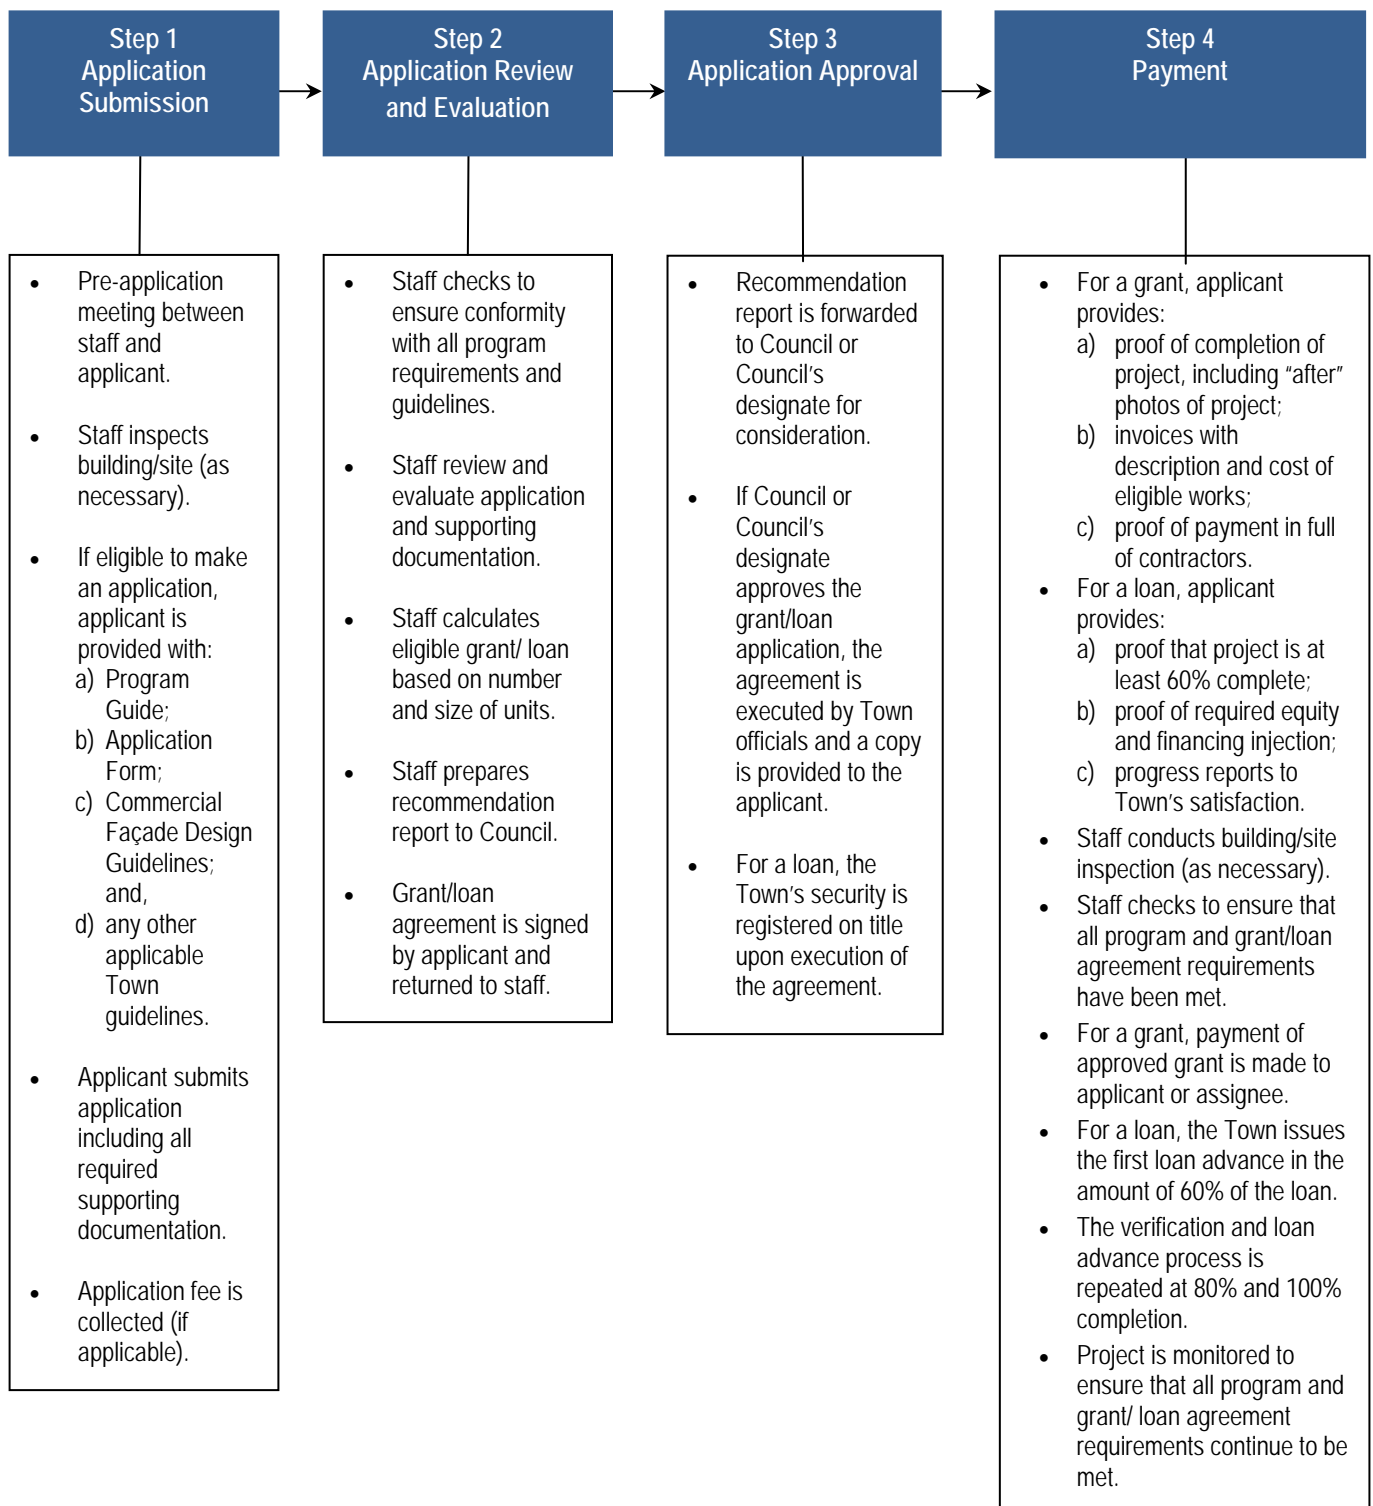 Step 1
Application
Submission
Step 2
Application Review
and Evaluation
Step 3
Application Approval
Step 4
Payment
• Pre-application
meeting between
staff and
applicant.
• Staff inspects
building/site (as
necessary).
• If eligible to make
an application,
applicant is
provided with:
a) Program
Guide;
b) Application
Form;
c) Commercial
Façade Design
Guidelines;
and,
d) any other
applicable
Town
guidelines.
• Applicant submits
application
including all
required
supporting
documentation.
• Application fee is
collected (if
applicable).
• Staff checks to
ensure conformity
with all program
requirements and
guidelines.
• Staff review and
evaluate application
and supporting
documentation.
• Staff calculates
eligible grant/ loan
based on number
and size of units.
• Staff prepares
recommendation
report to Council.
• Grant/loan
agreement is signed
by applicant and
returned to staff.
• Recommendation
report is forwarded
to Council or
Council's
designate for
consideration.
• If Council or
Council's
designate
approves the
grant/loan
application, the
agreement is
executed by Town
officials and a copy
is provided to the
applicant.
• For a loan, the
Town's security is
registered on title
upon execution of
the agreement.
• For a grant, applicant
provides:
a) proof of completion of
project, including “after”
photos of project;
b) invoices with
description and cost of
eligible works;
c) proof of payment in full
of contractors.
• For a loan, applicant
provides:
a) proof that project is at
least 60% complete;
b) proof of required equity
and financing injection;
c) progress reports to
Town's satisfaction.
• Staff conducts building/site
inspection (as necessary).
• Staff checks to ensure that
all program and grant/loan
agreement requirements
have been met.
• For a grant, payment of
approved grant is made to
applicant or assignee.
• For a loan, the Town issues
the first loan advance in the
amount of 60% of the loan.
• The verification and loan
advance process is
repeated at 80% and 100%
completion.
• Project is monitored to
ensure that all program and
grant/ loan agreement
requirements continue to be
met.